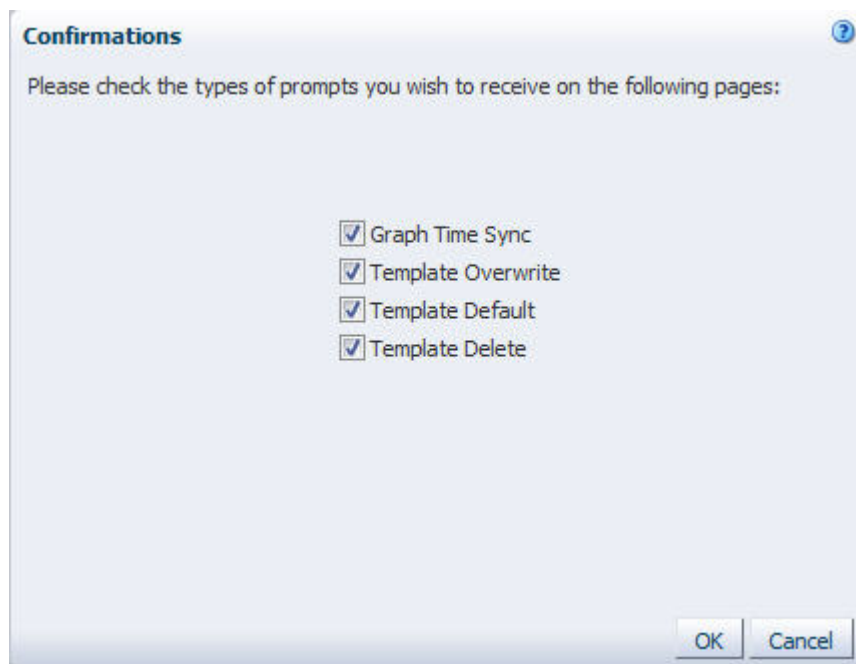 Confirmations
Please check the types of prompts you wish to receive on the following pages:
Graph Time Sync
Template Overwrite
Template Default
Template Delete
OK Cancel